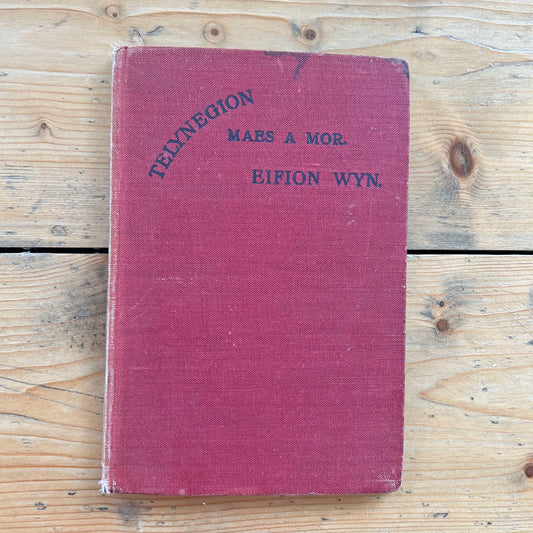 TELYNEGION
MAES A MOR.
EIFION WYN.